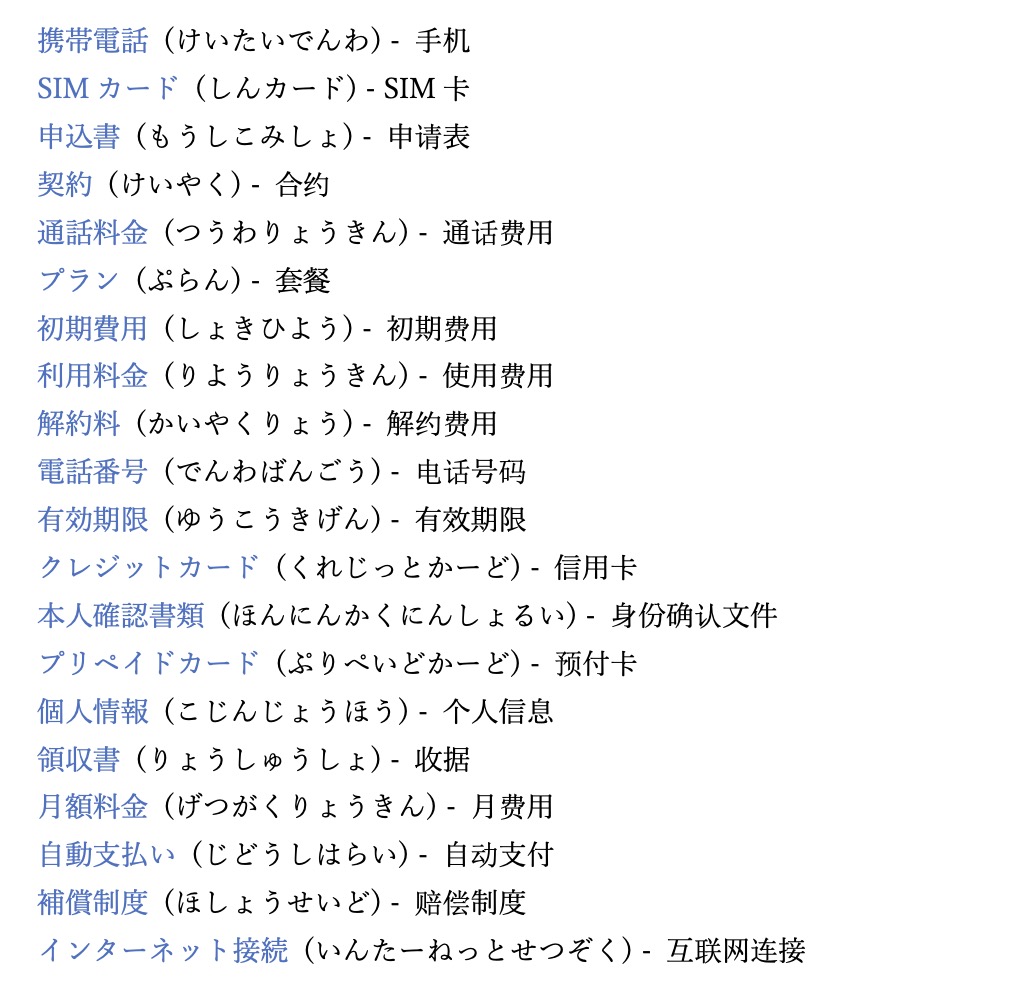 携帯電話（けいたいでんわ）- 手机
SIM カード（しんカード）- SIM 卡
申込書（もうしこみしょ）- 申请表
契約（けいやく）- 合约
通話料金（つうわりょうきん）- 通话费用
プラン（ぷらん）- 套餐
初期費用（しょきひよう）- 初期费用
利用料金（りようりょうきん）- 使用费用
解約料（かいやくりょう）- 解约费用
電話番号（でんわばんごう）- 电话号码
有効期限（ゆうこうきげん）- 有效期限
クレジットカード（くれじっとかーど）- 信用卡
本人確認書類（ほんにんかくにんしょるい）- 身份确认文件
プリペイドカード（ぷりぺいどかーど）- 预付卡
個人情報（こじんじょうほう）- 个人信息
領収書（りょうしゅうしょ）- 收据
月額料金（げつがくりょうきん）- 月费用
自動支払い（じどうしはらい）- 自动支付
補償制度（ほしょうせいど）- 赔偿制度
インターネット接続（いんたーねっとせつぞく）- 互联网连接